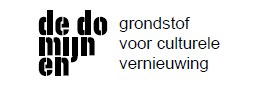 de do
mijn
en
grondstof
voor culturele
vernieuwing